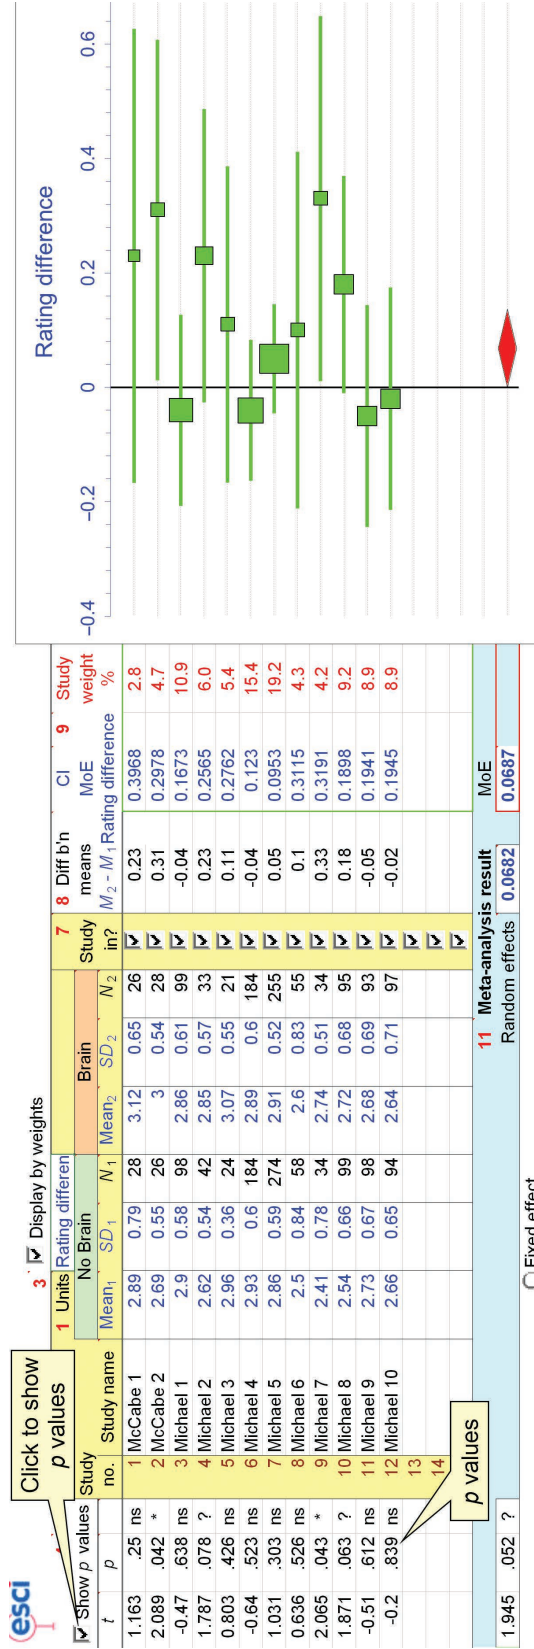 esci
Click to show
p values
3 ✓ Display by weights
✓ Show p values Study 1 Units Rating differen 7 8 Diff b'n CI 9 Study
No Brain Brain Study means MoE weight
t p no. Study name Mean1 SD1 N1 Mean2 SD2 N2 in? M2 - M1 Rating difference %
1.163 .25 ns 1 McCabe 1 2.89 0.79 28 3.12 0.65 26 ✓ 0.23 0.3968 2.8
2.089 .042 * 2 McCabe 2 2.69 0.55 26 3 0.54 28 ✓ 0.31 0.2978 4.7
-0.47 .638 ns 3 Michael 1 2.9 0.58 98 2.86 0.61 99 ✓ -0.04 0.1673 10.9
1.787 .078 ? 4 Michael 2 2.62 0.54 42 2.85 0.57 33 ✓ 0.23 0.2565 6.0
0.803 .426 ns 5 Michael 3 2.96 0.36 24 3.07 0.55 21 ✓ 0.11 0.2762 5.4
-0.64 .523 ns 6 Michael 4 2.93 0.6 184 2.89 0.6 184 ✓ -0.04 0.123 15.4
1.031 .303 ns 7 Michael 5 2.86 0.59 274 2.91 0.52 255 ✓ 0.05 0.0953 19.2
0.636 .526 ns 8 Michael 6 2.5 0.84 58 2.6 0.83 55 ✓ 0.1 0.3115 4.3
2.065 .043 * 9 Michael 7 2.41 0.78 34 2.74 0.51 34 ✓ 0.33 0.3191 4.2
1.871 .063 ? 10 Michael 8 2.54 0.66 99 2.72 0.68 95 ✓ 0.18 0.1898 9.2
-0.51 .612 ns 11 Michael 9 2.73 0.67 98 2.68 0.69 93 ✓ -0.05 0.1941 8.9
-0.2 .839 ns 12 Michael 10 2.66 0.65 94 2.64 0.71 97 ✓ -0.02 0.1945 8.9
13 ✓
14 ✓
p values
11 Meta-analysis result MoE
1.945 .052 ? Random effects 0.0682 0.0687
Fixed effect
Rating difference
−0.4 −0.2 0 0.2 0.4 0.6